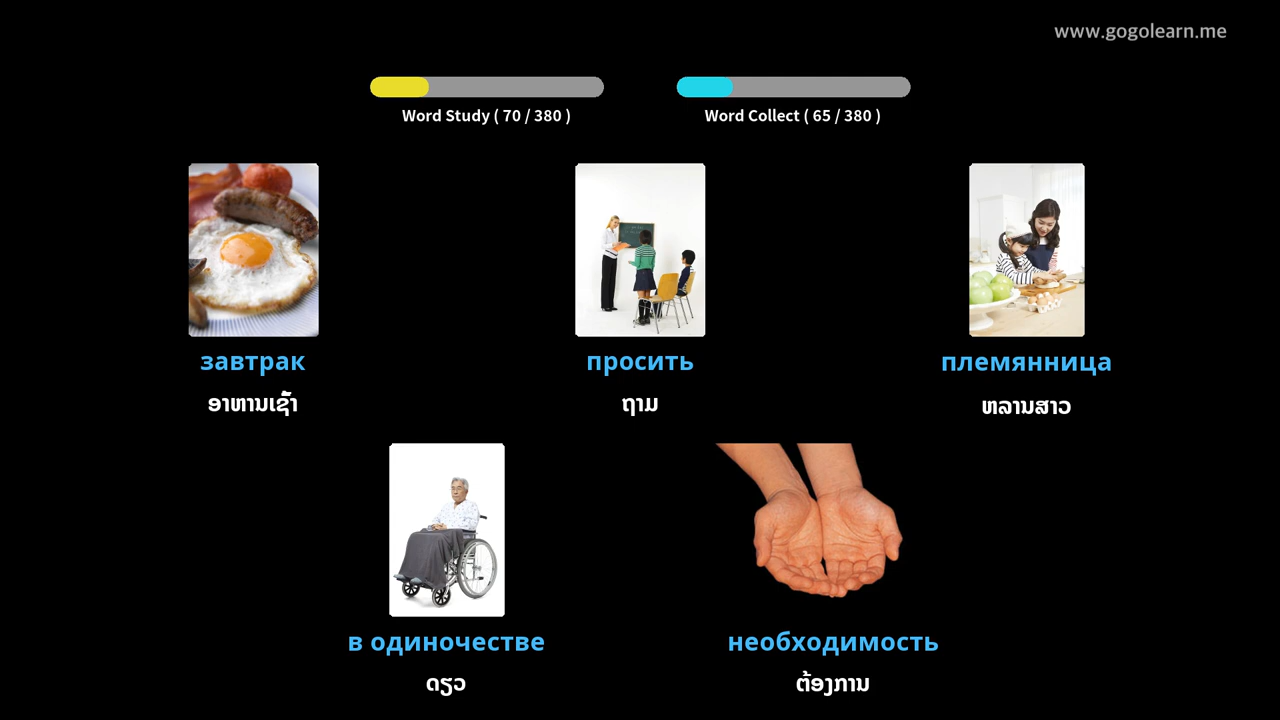 www.gogolearn.me
Word Study ( 70 / 380 )
Word Collect ( 65 / 380 )
завтрак
просить
племянница
ອາຫານເຊົ້າ
ຖາມ
ຫລານສາວ
в одиночестве
необходимость
ດຽວ
ຕ້ອງການ